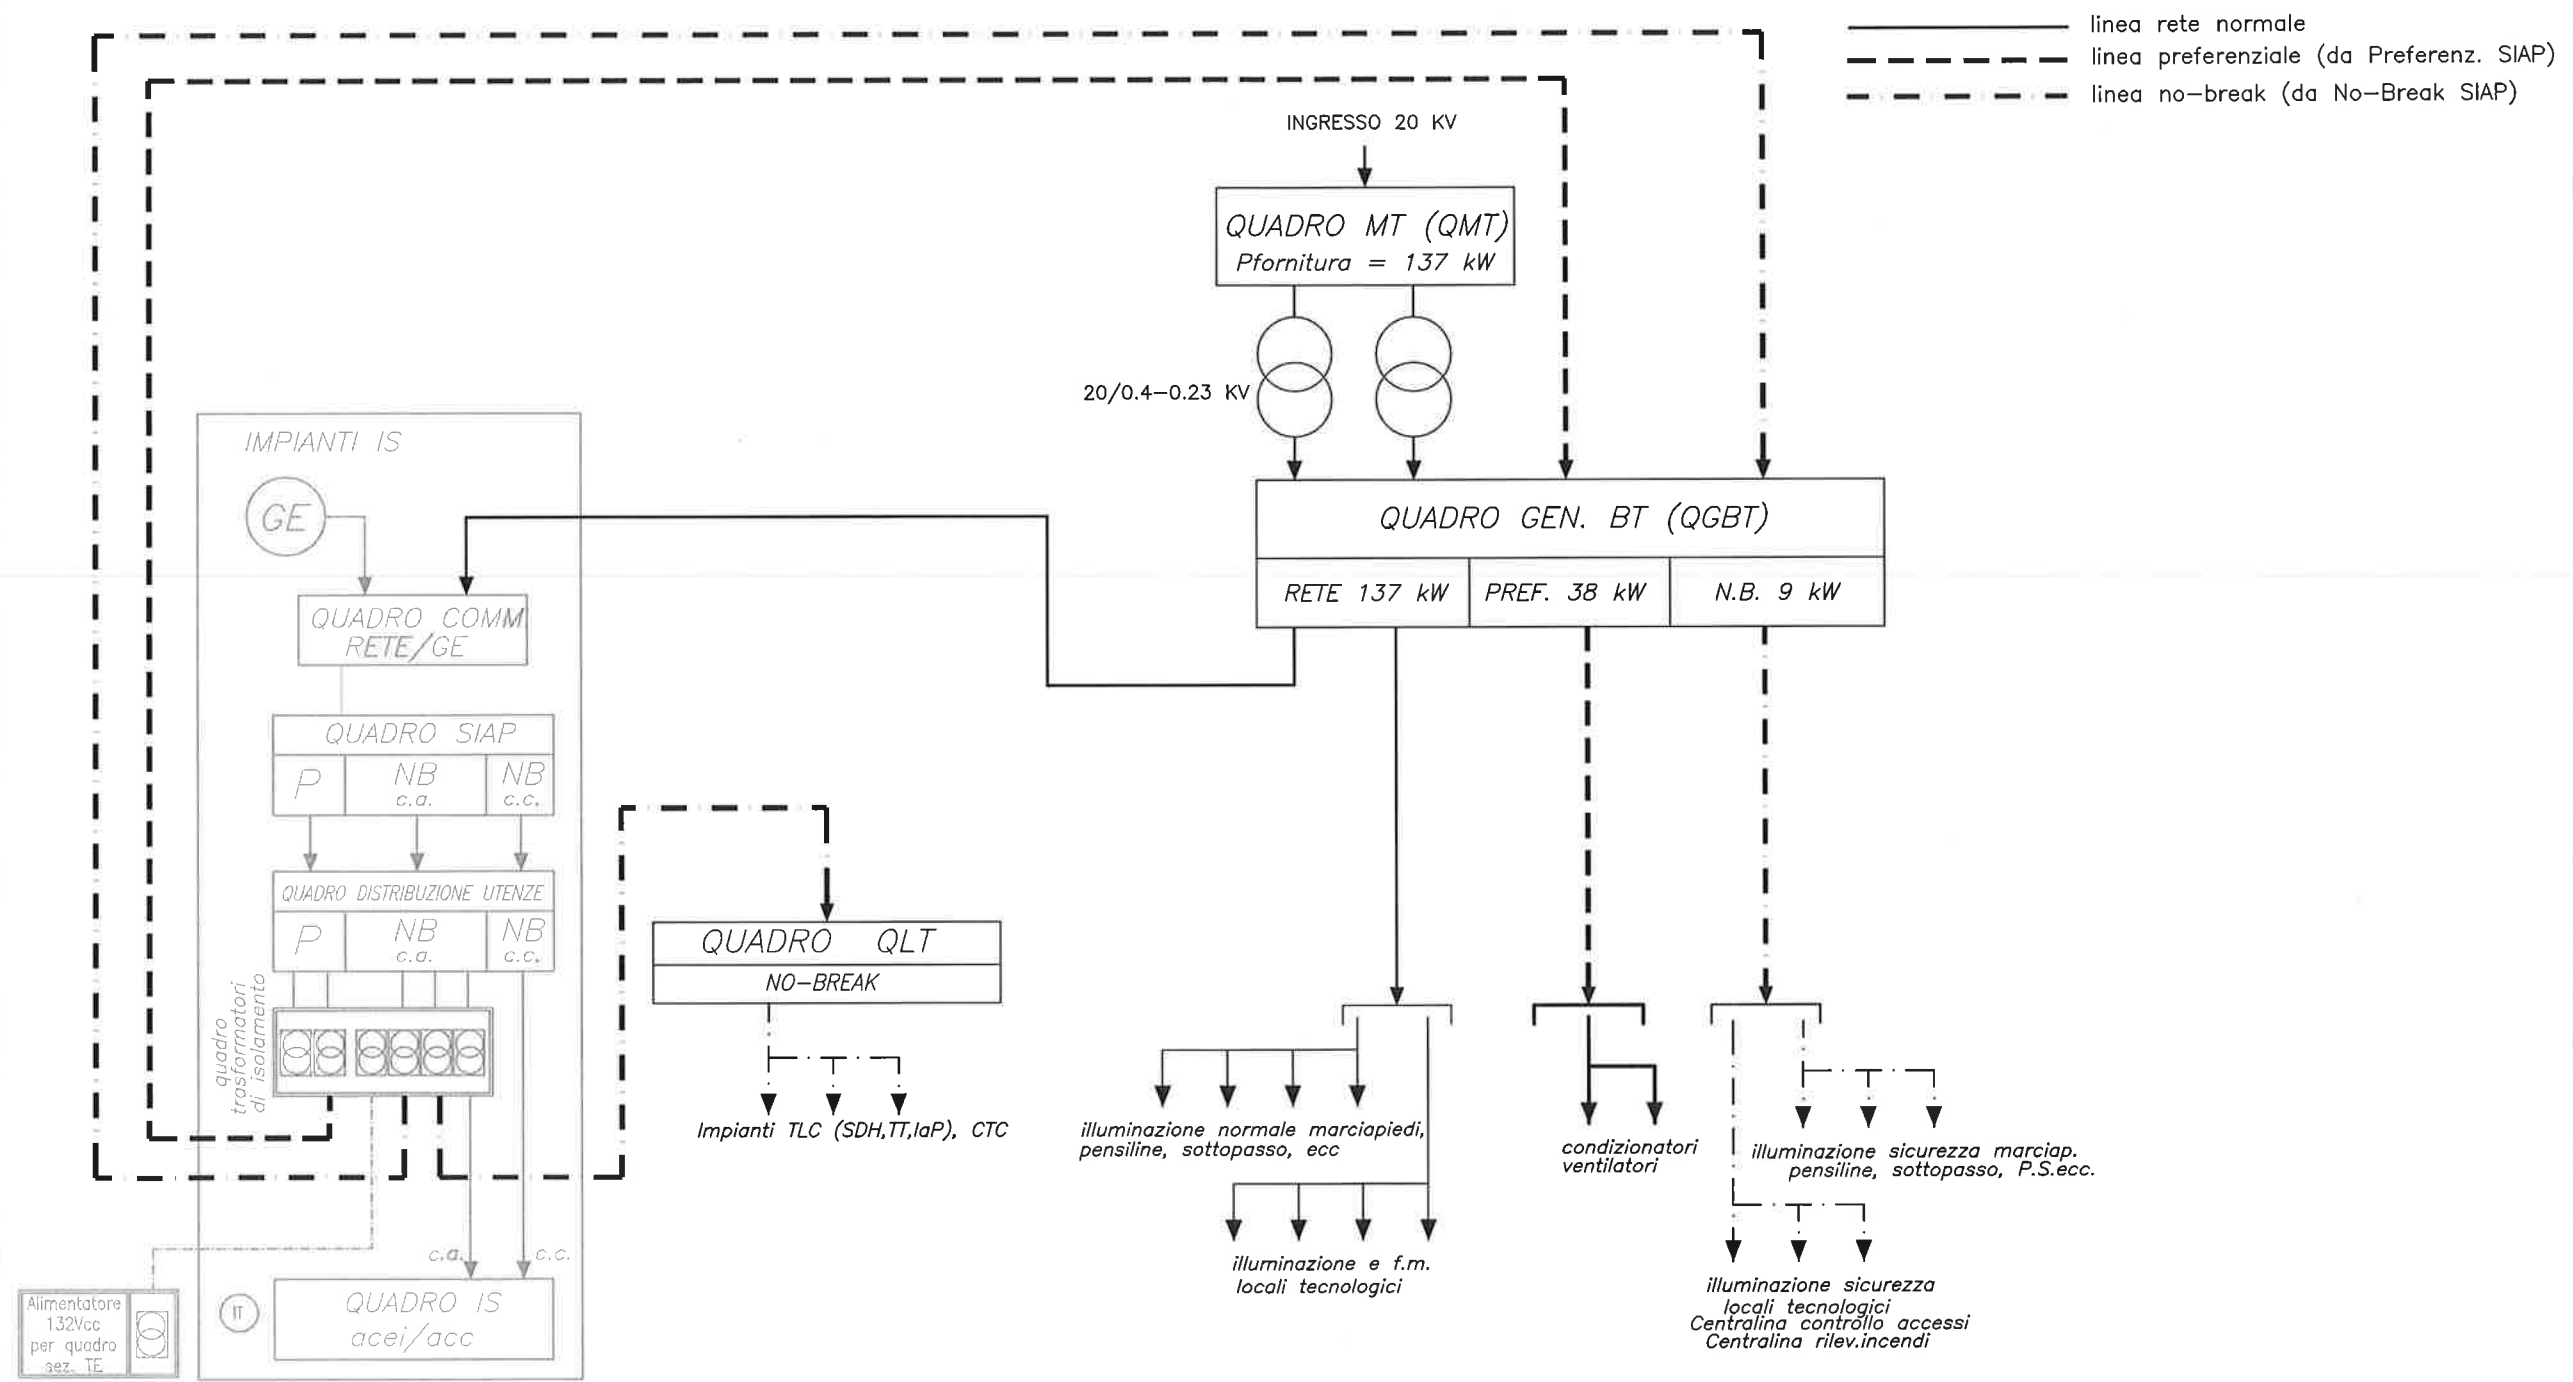 linea rete normale
linea preferenziale (da Preferenz. SIAP)
linea no-break (da No-Break SIAP)
INGRESSO 20 KV
QUADRO MT (QMT)
Pfornitura = 137 kW
20/0.4-0.23 KV
QUADRO GEN. BT (QGBT)
RETE 137 kW
PREF. 38 kW
N.B. 9 kW
IMPIANTI IS
GE
QUADRO COMM
RETE/GE
QUADRO SIAP
P
NB
c.a.
NB
c.c.
QUADRO DISTRIBUZIONE UTENZE
P
NB
c.a.
NB
c.c.
quadro
trasformatori
di isolamento
c.a.
c.c.
IT
QUADRO IS
acei/acc
Alimentatore
132Vcc
per quadro
sez. TE
QUADRO QLT
NO-BREAK
Impianti TLC (SDH,TT,IaP), CTC
illuminazione normale marciapiedi,
pensiline, sottopasso, ecc
illuminazione e f.m.
locali tecnologici
condizionatori
ventilatori
illuminazione sicurezza marciap.
pensiline, sottopasso, P.S.ecc.
illuminazione sicurezza
locali tecnologici
Centralina controllo accessi
Centralina rilev.incendi